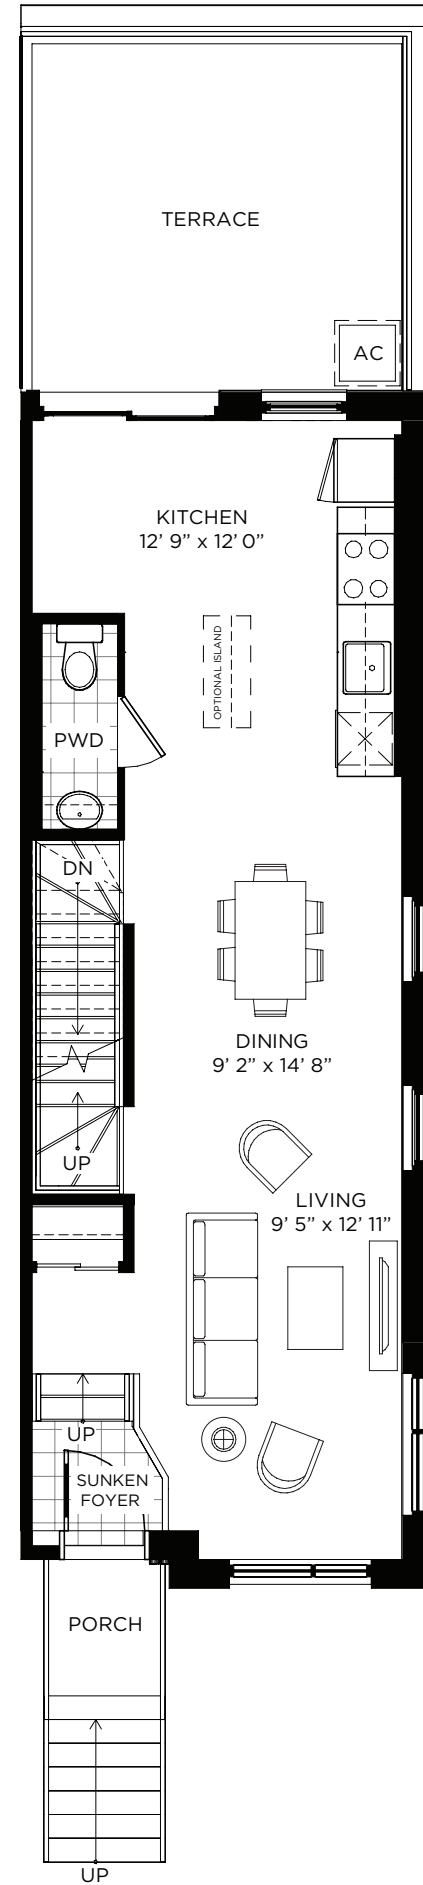 TERRACE
AC
KITCHEN
12' 9" x 12' 0"
OPTIONAL ISLAND
PWD
DN
DINING
9' 2" x 14' 8"
UP
LIVING
9' 5" x 12' 11"
UP
SUNKEN
FOYER
PORCH
UP